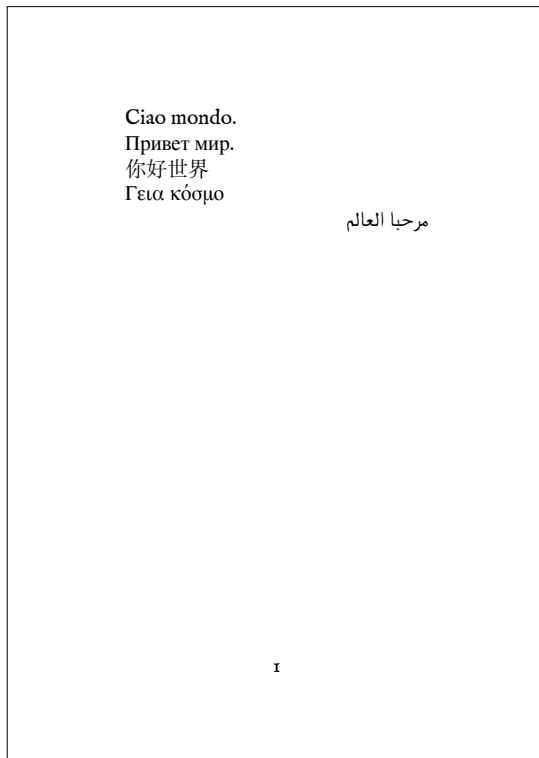 Ciao mondo.
Привет мир.
你好世界
Γεια κόσμο
مرحبا العالم
1